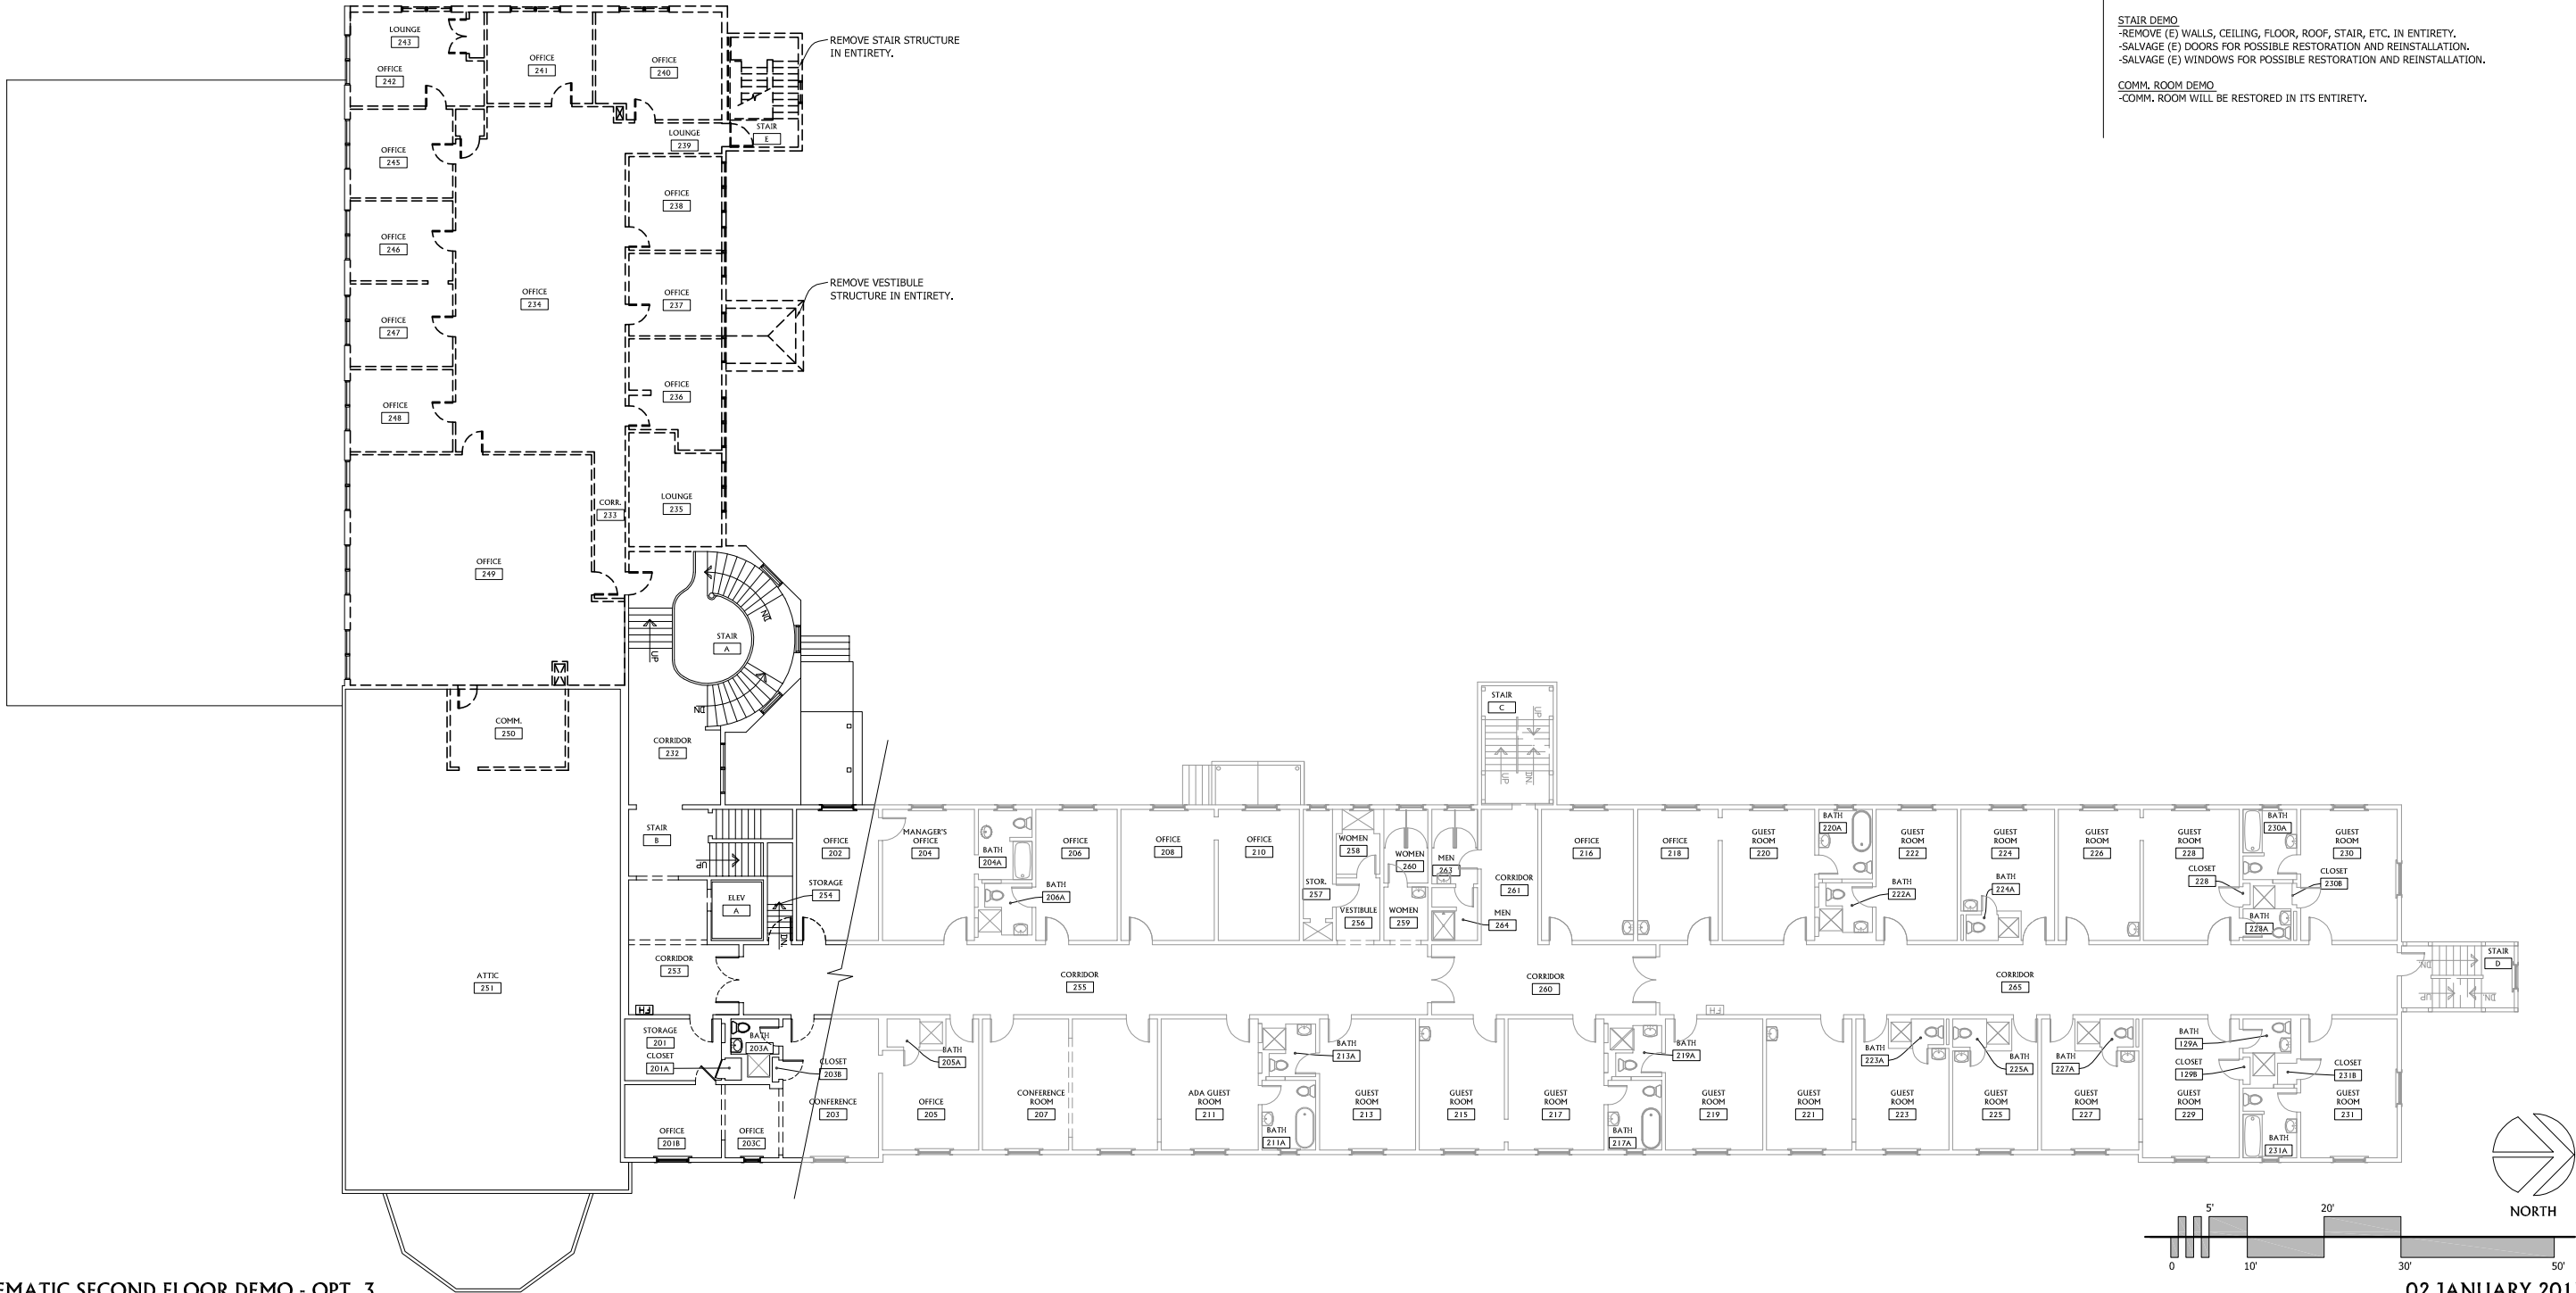 STAIR DEMO
-REMOVE (E) WALLS, CEILING, FLOOR, ROOF, STAIR, ETC. IN ENTIRETY.
-SALVAGE (E) DOORS FOR POSSIBLE RESTORATION AND REINSTALLATION.
-SALVAGE (E) WINDOWS FOR POSSIBLE RESTORATION AND REINSTALLATION.
COMM. ROOM DEMO
-COMM. ROOM WILL BE RESTORED IN ITS ENTIRETY.
LOUNGE
243
OFFICE
242
OFFICE
241
OFFICE
240
REMOVE STAIR STRUCTURE
IN ENTIRETY.
STAIR
E
LOUNGE
239
OFFICE
245
OFFICE
238
OFFICE
246
OFFICE
234
OFFICE
237
REMOVE VESTIBULE
STRUCTURE IN ENTIRETY.
OFFICE
247
OFFICE
236
OFFICE
248
LOUNGE
235
CORR.
233
OFFICE
249
DN
STAIR
A
UP
DN
COMM.
250
CORRIDOR
232
STAIR
C
UP
UP
DN.
STAIR
B
UP
OFFICE
202
MANAGER'S
OFFICE
204
BATH
204A
OFFICE
206
OFFICE
208
OFFICE
210
WOMEN
258
WOMEN
260
MEN
263
OFFICE
216
OFFICE
218
GUEST
ROOM
220
BATH
220A
GUEST
ROOM
222
GUEST
ROOM
224
GUEST
ROOM
226
GUEST
ROOM
228
BATH
230A
GUEST
ROOM
230
STORAGE
254
ELEV
A
DN.
BATH
206A
STOR.
257
VESTIBULE
256
WOMEN
259
MEN
264
CORRIDOR
261
BATH
222A
BATH
224A
CLOSET
228
CLOSET
230B
BATH
228A
ATTIC
251
CORRIDOR
253
CORRIDOR
255
CORRIDOR
260
CORRIDOR
265
STAIR
D
DN
UP
DN.
FH
FH
STORAGE
201
CLOSET
201A
BATH
203A
CLOSET
203B
BATH
205A
BATH
213A
BATH
219A
BATH
223A
BATH
225A
BATH
227A
BATH
129A
CLOSET
129B
CLOSET
231B
OFFICE
201B
OFFICE
203C
CONFERENCE
203
OFFICE
205
CONFERENCE
ROOM
207
ADA GUEST
ROOM
211
BATH
211A
GUEST
ROOM
213
GUEST
ROOM
215
GUEST
ROOM
217
BATH
217A
GUEST
ROOM
219
GUEST
ROOM
221
GUEST
ROOM
223
GUEST
ROOM
225
GUEST
ROOM
227
GUEST
ROOM
229
BATH
231A
GUEST
ROOM
231
NORTH
5'
20'
0
10'
30'
50'
EMATIC SECOND FLOOR DEMO - OPT. 3
02 JANUARY 201